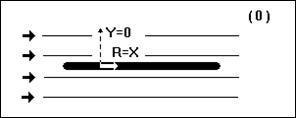 (0)
Y=0
R=X